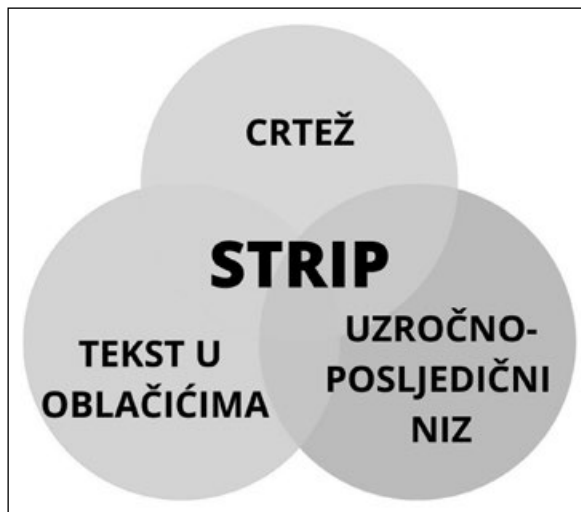 CRTEŽ
STRIP
TEKST U
OBLAČIĆIMA
UZROČNO-
POSLJEDIČNI
NIZ